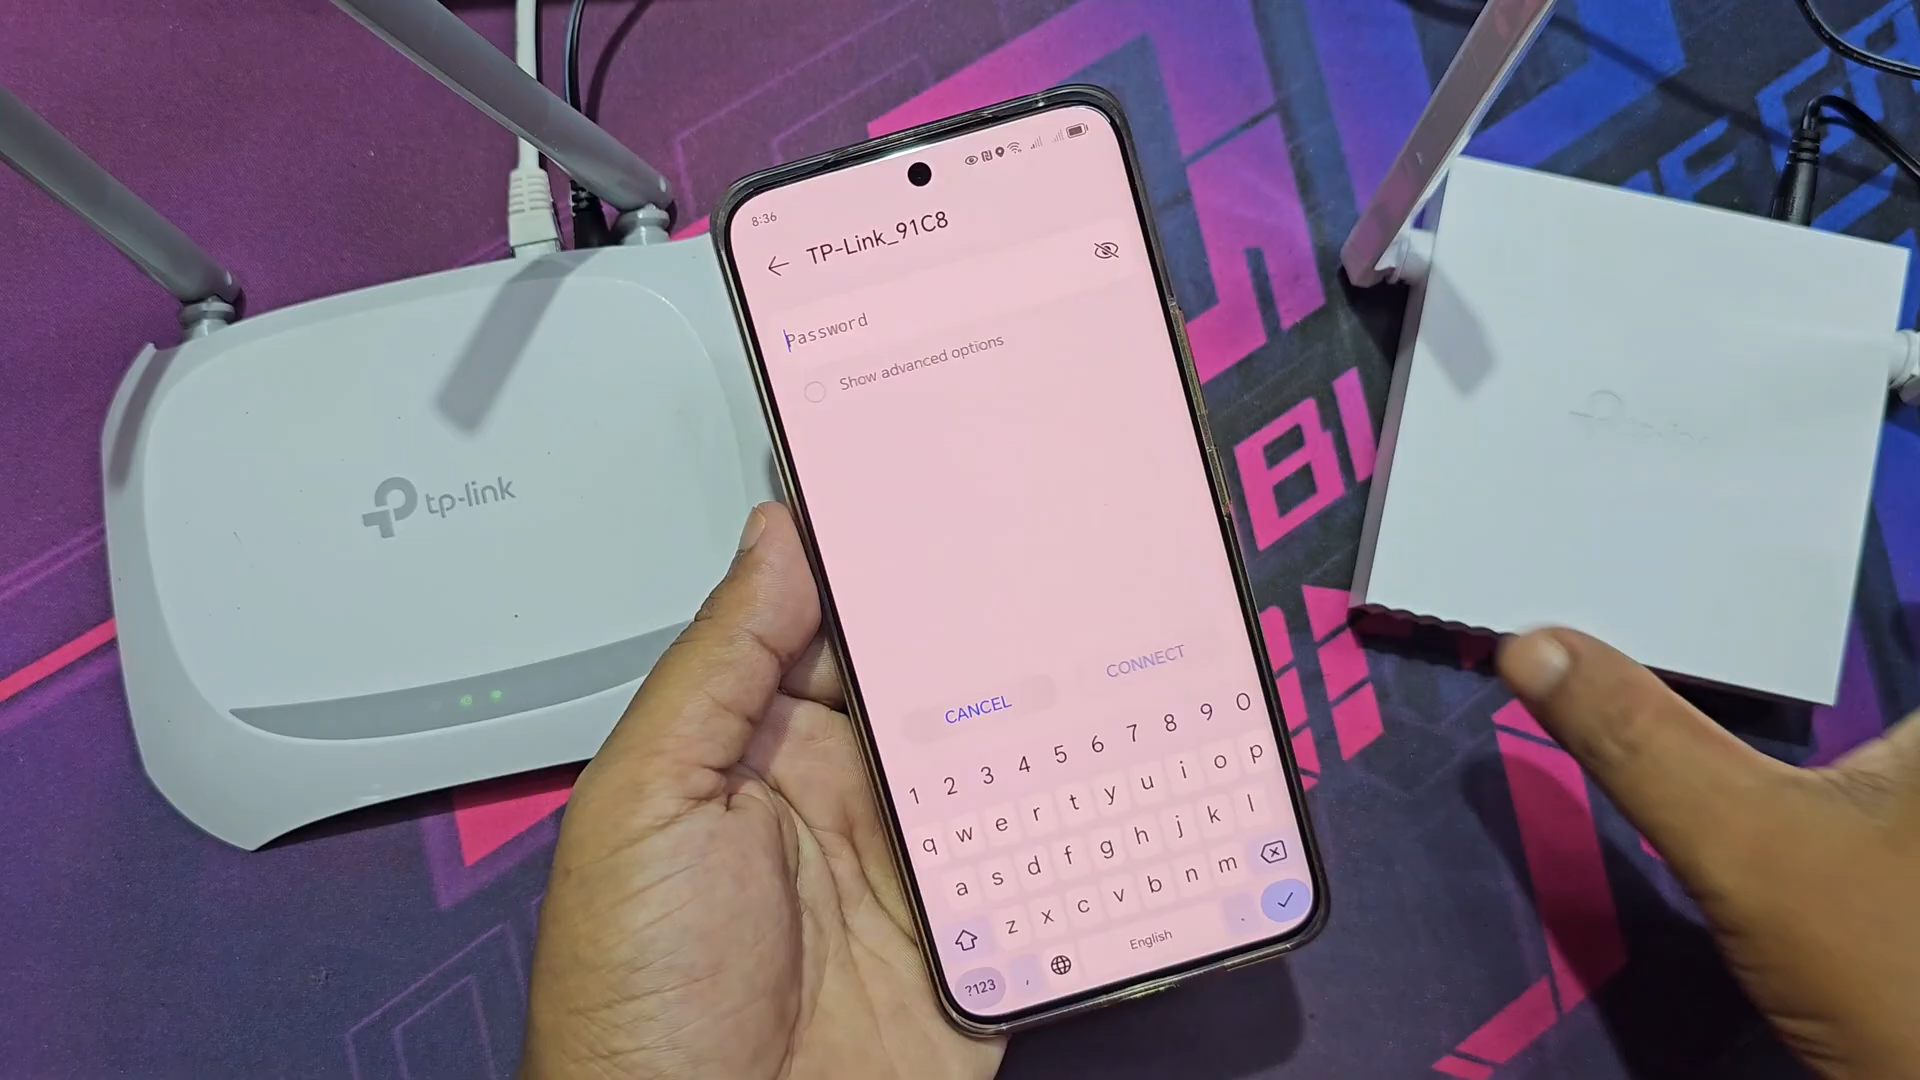 tp-link
8:36
TP-Link_91C8
Password
Show advanced options
CANCEL
CONNECT
1 2 3 4 5 6 7 8 9 0
q w e r t y u i o p
a s d f g h j k l
z x c v b n m
?123 , English .
BI